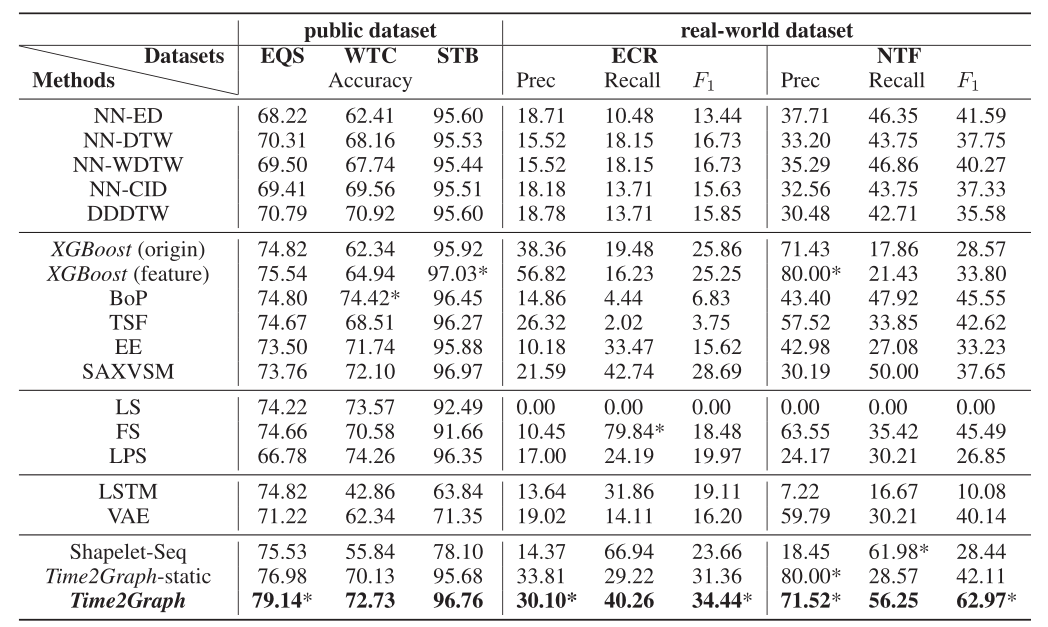 public dataset real-world dataset
Datasets EQS WTC STB ECR NTF
Methods Accuracy Prec Recall F1 Prec Recall F1
NN-ED 68.22 62.41 95.60 18.71 10.48 13.44 37.71 46.35 41.59
NN-DTW 70.31 68.16 95.53 15.52 18.15 16.73 33.20 43.75 37.75
NN-WDTW 69.50 67.74 95.44 15.52 18.15 16.73 35.29 46.86 40.27
NN-CID 69.41 69.56 95.51 18.18 13.71 15.63 32.56 43.75 37.33
DDDTW 70.79 70.92 95.60 18.78 13.71 15.85 30.48 42.71 35.58
XGBoost (origin) 74.82 62.34 95.92 38.36 19.48 25.86 71.43 17.86 28.57
XGBoost (feature) 75.54 64.94 97.03* 56.82 16.23 25.25 80.00* 21.43 33.80
BoP 74.80 74.42* 96.45 14.86 4.44 6.83 43.40 47.92 45.55
TSF 74.67 68.51 96.27 26.32 2.02 3.75 57.52 33.85 42.62
EE 73.50 71.74 95.88 10.18 33.47 15.62 42.98 27.08 33.23
SAXVSM 73.76 72.10 96.97 21.59 42.74 28.69 30.19 50.00 37.65
LS 74.22 73.57 92.49 0.00 0.00 0.00 0.00 0.00 0.00
FS 74.66 70.58 91.66 10.45 79.84* 18.48 63.55 35.42 45.49
LPS 66.78 74.26 96.35 17.00 24.19 19.97 24.17 30.21 26.85
LSTM 74.82 42.86 63.84 13.64 31.86 19.11 7.22 16.67 10.08
VAE 71.22 62.34 71.35 19.02 14.11 16.20 59.79 30.21 40.14
Shapelet-Seq 75.53 55.84 78.10 14.37 66.94 23.66 18.45 61.98* 28.44
Time2Graph-static 76.98 70.13 95.68 33.81 29.22 31.36 80.00* 28.57 42.11
Time2Graph 79.14* 72.73 96.76 30.10* 40.26 34.44* 71.52* 56.25 62.97*